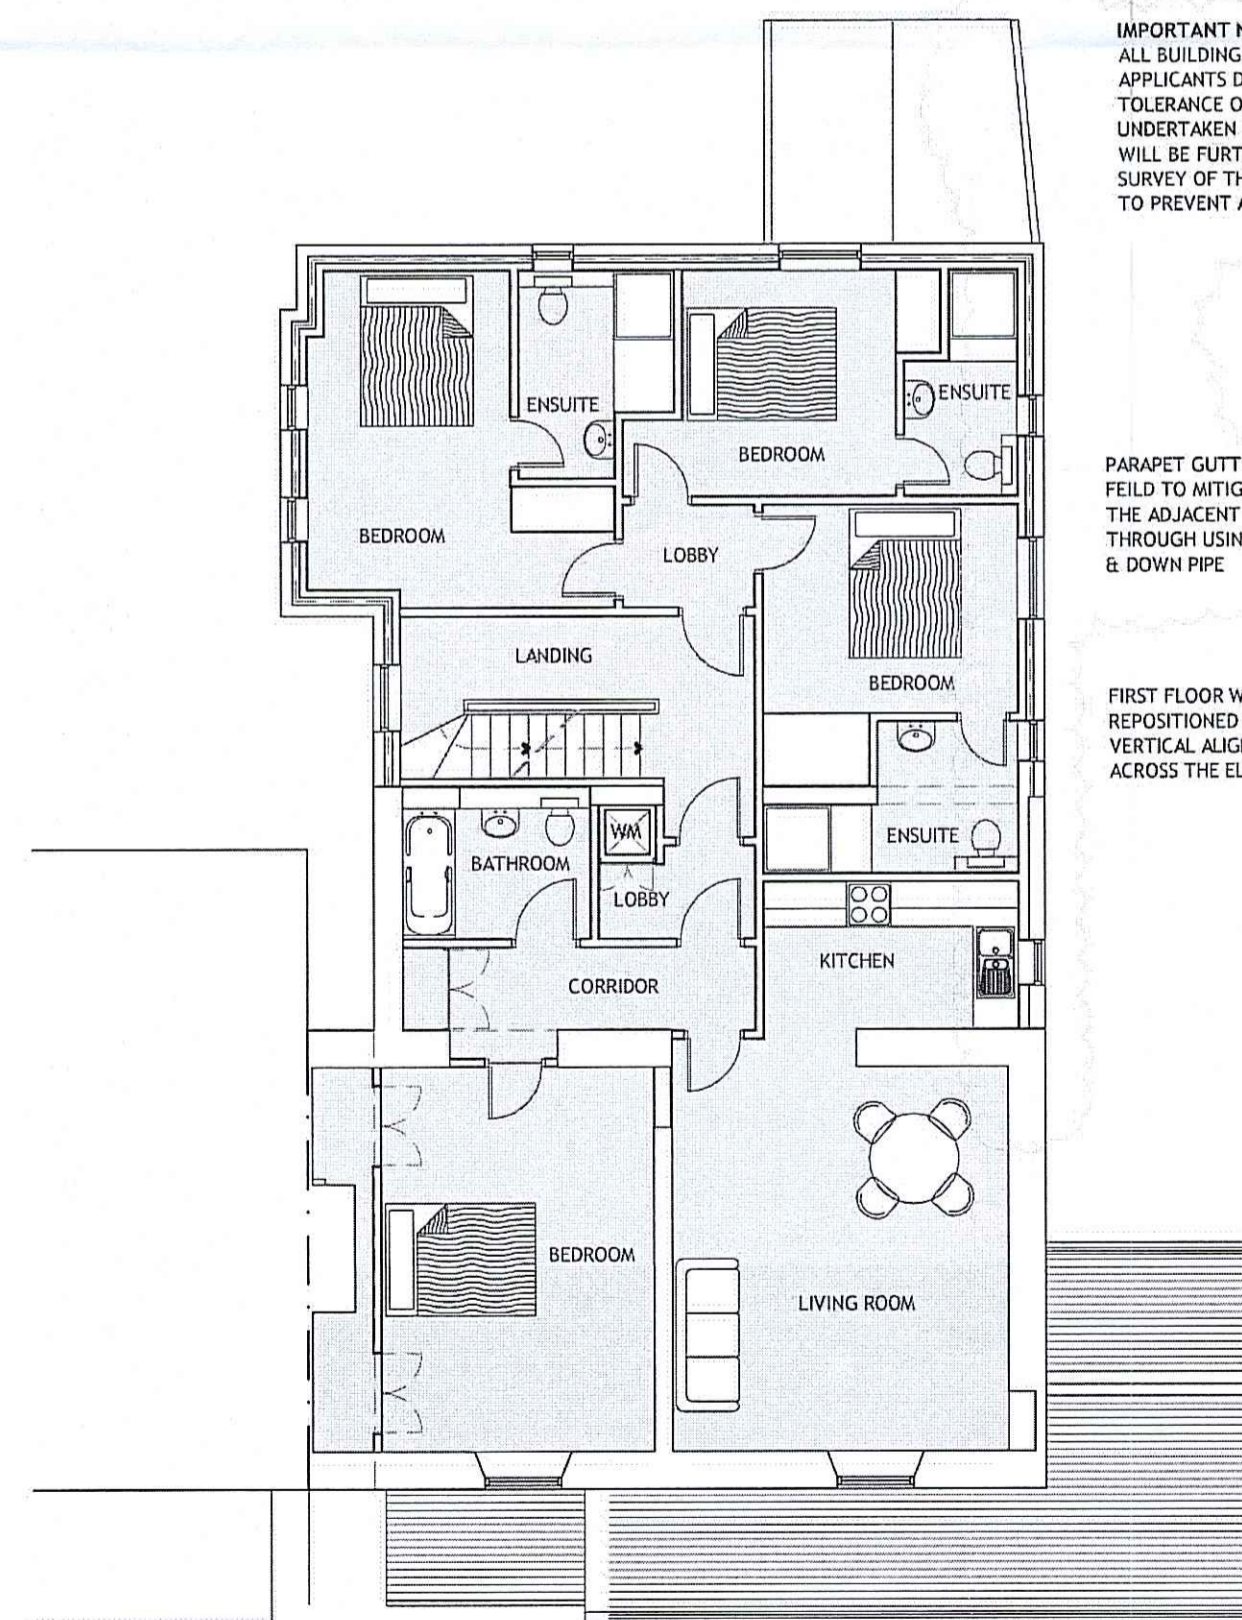 IMPORTANT
ALL BUILDING
APPLICANTS D
TOLERANCE O
UNDERTAKEN
WILL BE FURT
SURVEY OF TH
TO PREVENT A
ENSUITE
ENSUITE
BEDROOM
BEDROOM
LOBBY
PARAPET GUTT
FEILD TO MITIG
THE ADJACENT
THROUGH USIN
& DOWN PIPE
LANDING
BEDROOM
FIRST FLOOR W
REPOSITIONED
VERTICAL ALIG
ACROSS THE EL
WM
ENSUITE
BATHROOM
LOBBY
KITCHEN
CORRIDOR
BEDROOM
LIVING ROOM